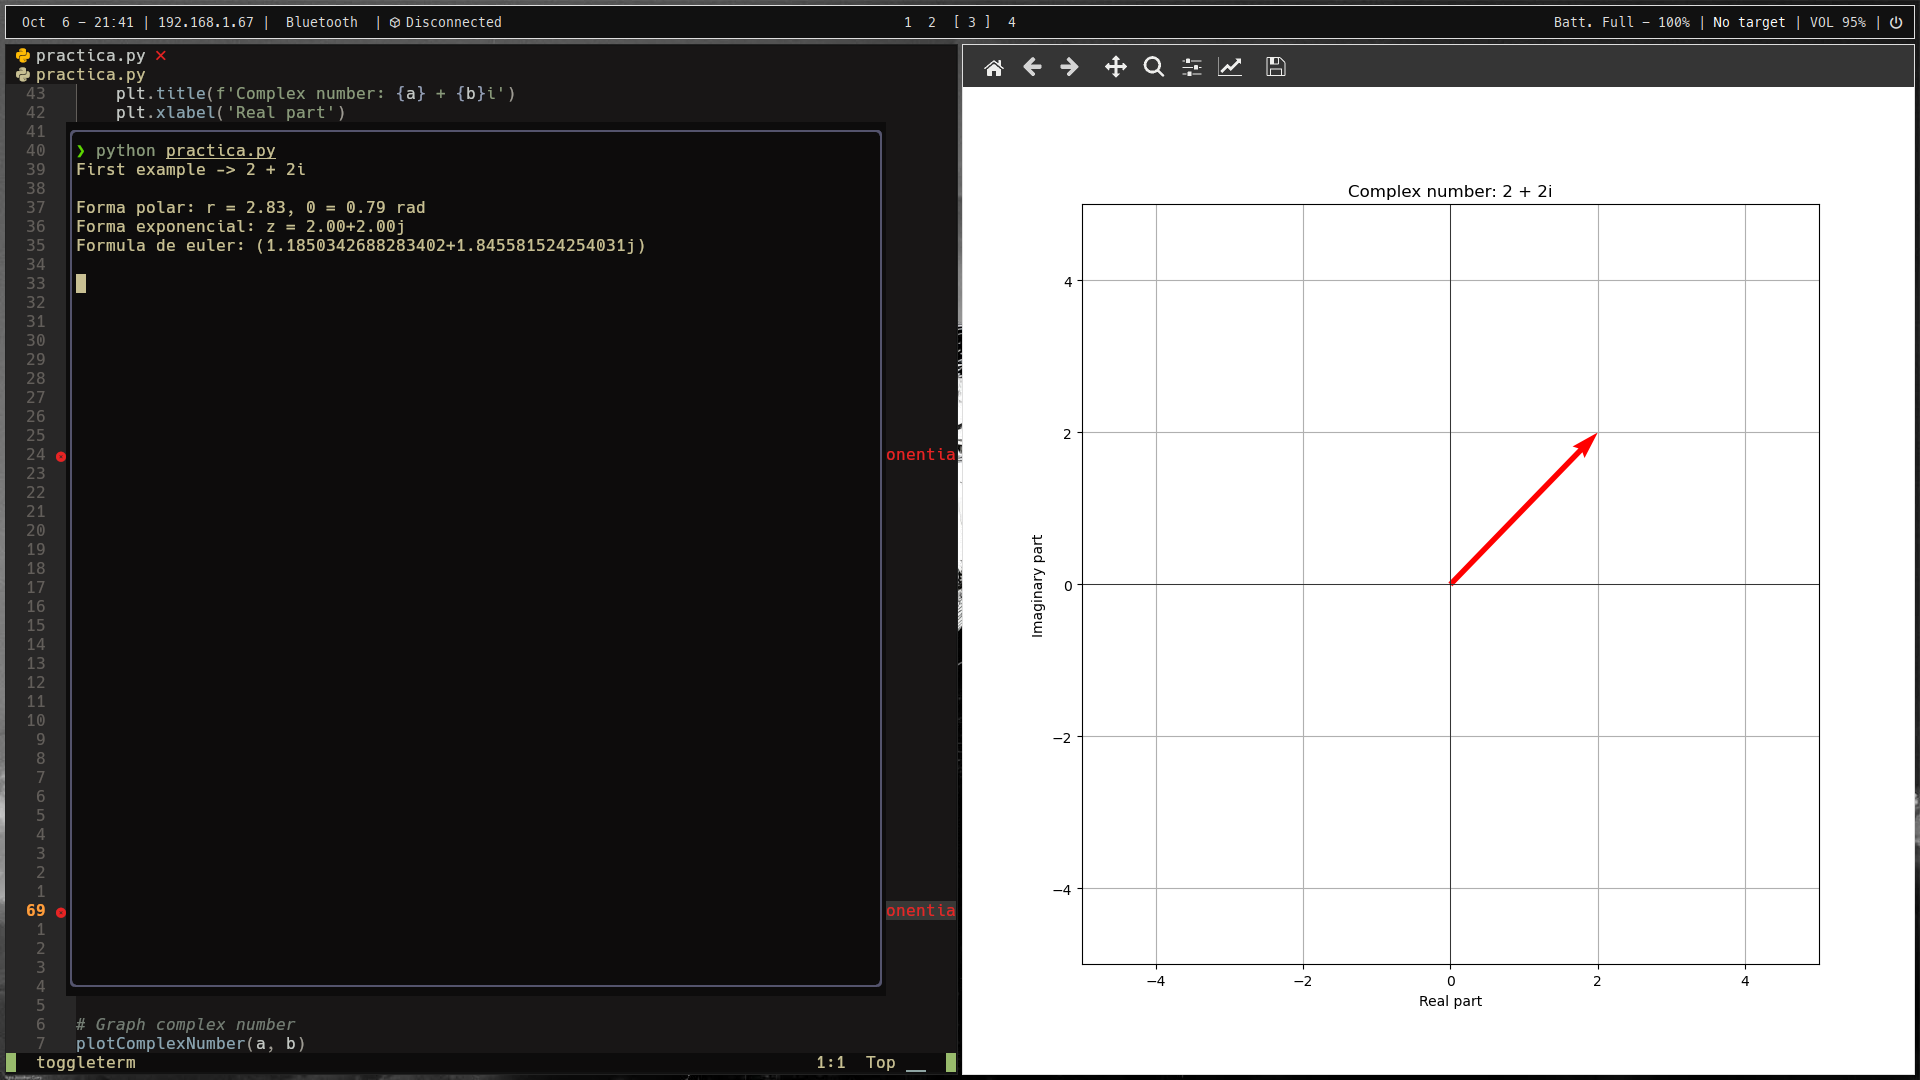 Oct  6 – 21:41 | 192.168.1.67 |  Bluetooth  | Disconnected
1  2  [ 3 ]  4
Batt. Full – 100% | No target | VOL 95% |
practica.py ✕
practica.py
43     plt.title(f'Complex number: {a} + {b}i')
42     plt.xlabel('Real part')
41
40 ❯ python practica.py
39 First example -> 2 + 2i
38
37 Forma polar: r = 2.83, 0 = 0.79 rad
36 Forma exponencial: z = 2.00+2.00j
35 Formula de euler: (1.1850342688283402+1.845581524254031j)
34
33
32
31
30
29
28
27
26
25
24 onentia
23
22
21
20
19
18
17
16
15
14
13
12
11
10
9
8
7
6
5
4
3
2
1
69 onentia
1
2
3
4
5
6 # Graph complex number
7 plotComplexNumber(a, b)
toggleterm 1:1 Top __
Complex number: 2 + 2i
4
2
0
−2
−4
Imaginary part
−4 −2 0 2 4
Real part